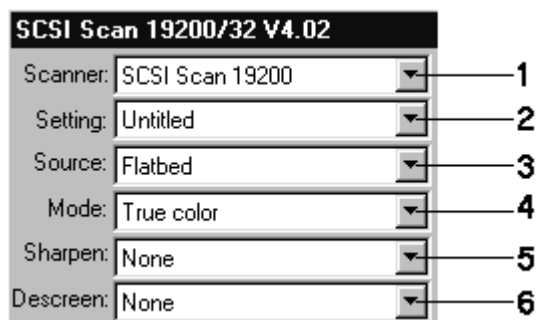 SCSI Scan 19200/32 V4.02
Scanner: SCSI Scan 19200 1
Setting: Untitled 2
Source: Flatbed 3
Mode: True color 4
Sharpen: None 5
Descreen: None 6